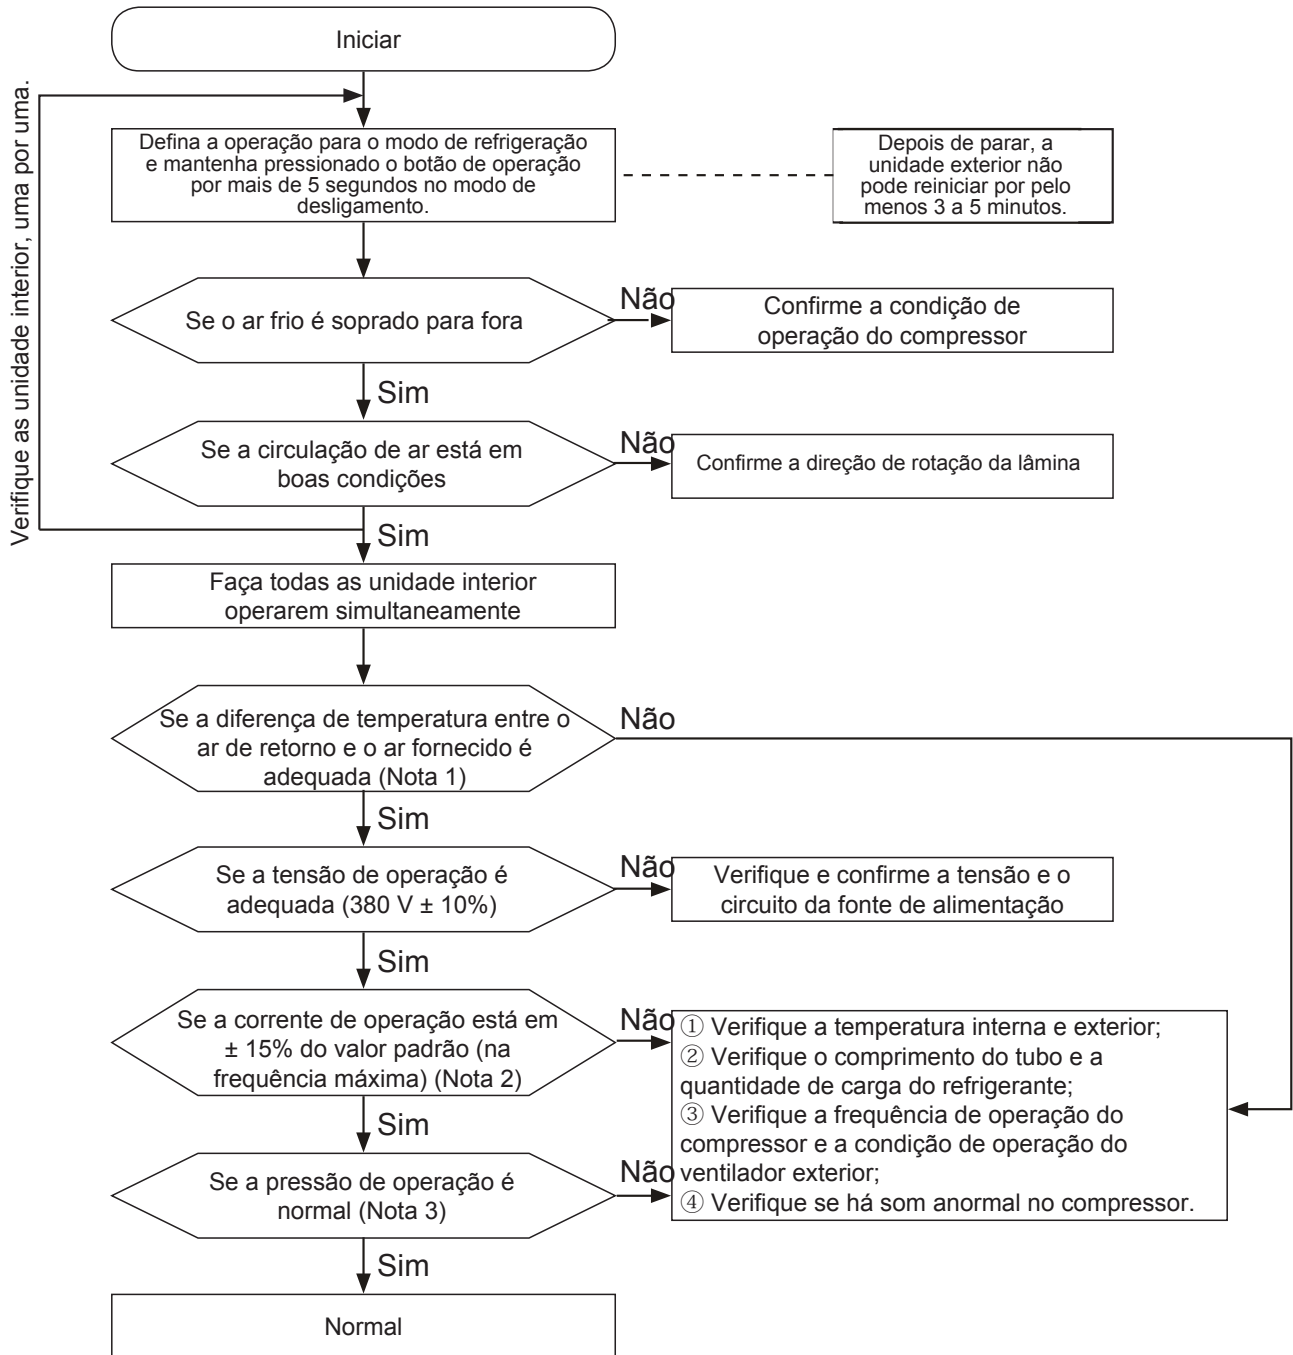 Iniciar
Verifique as unidade interior, uma por uma.
Defina a operação para o modo de refrigeração
e mantenha pressionado o botão de operação
por mais de 5 segundos no modo de
desligamento.
Depois de parar, a
unidade exterior não
pode reiniciar por pelo
menos 3 a 5 minutos.
Se o ar frio é soprado para fora
Não
Confirme a condição de
operação do compressor
Sim
Se a circulação de ar está em
boas condições
Não
Confirme a direção de rotação da lâmina
Sim
Faça todas as unidade interior
operarem simultaneamente
Se a diferença de temperatura entre o
ar de retorno e o ar fornecido é
adequada (Nota 1)
Não
Sim
Se a tensão de operação é
adequada (380 V ± 10%)
Não
Verifique e confirme a tensão e o
circuito da fonte de alimentação
Sim
Se a corrente de operação está em
± 15% do valor padrão (na
frequência máxima) (Nota 2)
Não
① Verifique a temperatura interna e exterior;
② Verifique o comprimento do tubo e a
quantidade de carga do refrigerante;
③ Verifique a frequência de operação do
compressor e a condição de operação do
ventilador exterior;
④ Verifique se há som anormal no compressor.
Sim
Se a pressão de operação é
normal (Nota 3)
Não
Sim
Normal